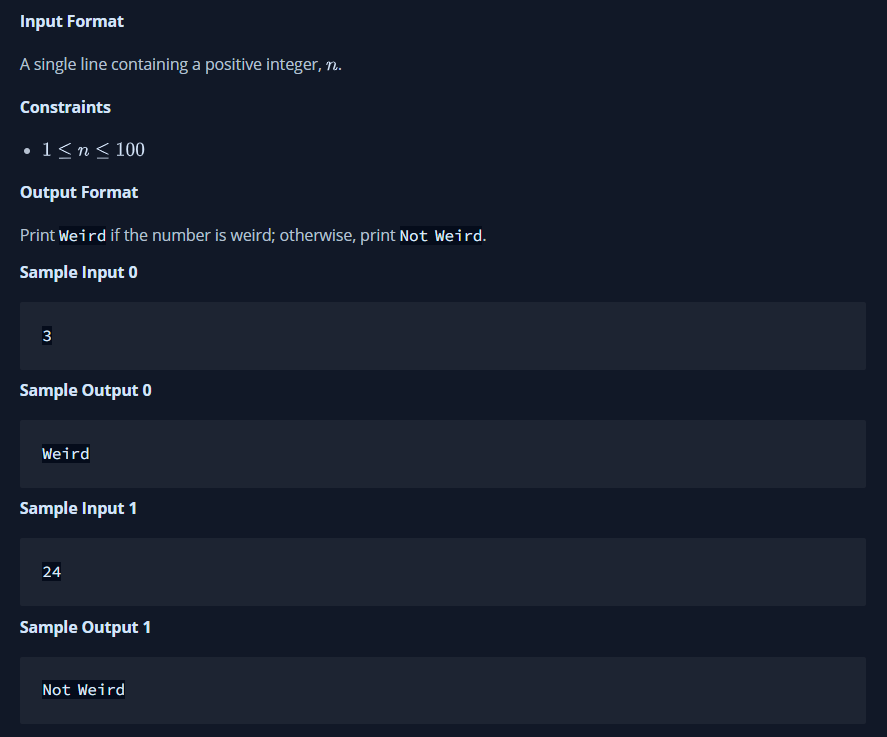 Input Format
A single line containing a positive integer, n.
Constraints
• 1 ≤ n ≤ 100
Output Format
Print Weird if the number is weird; otherwise, print Not Weird.
Sample Input 0
3
Sample Output 0
Weird
Sample Input 1
24
Sample Output 1
Not Weird